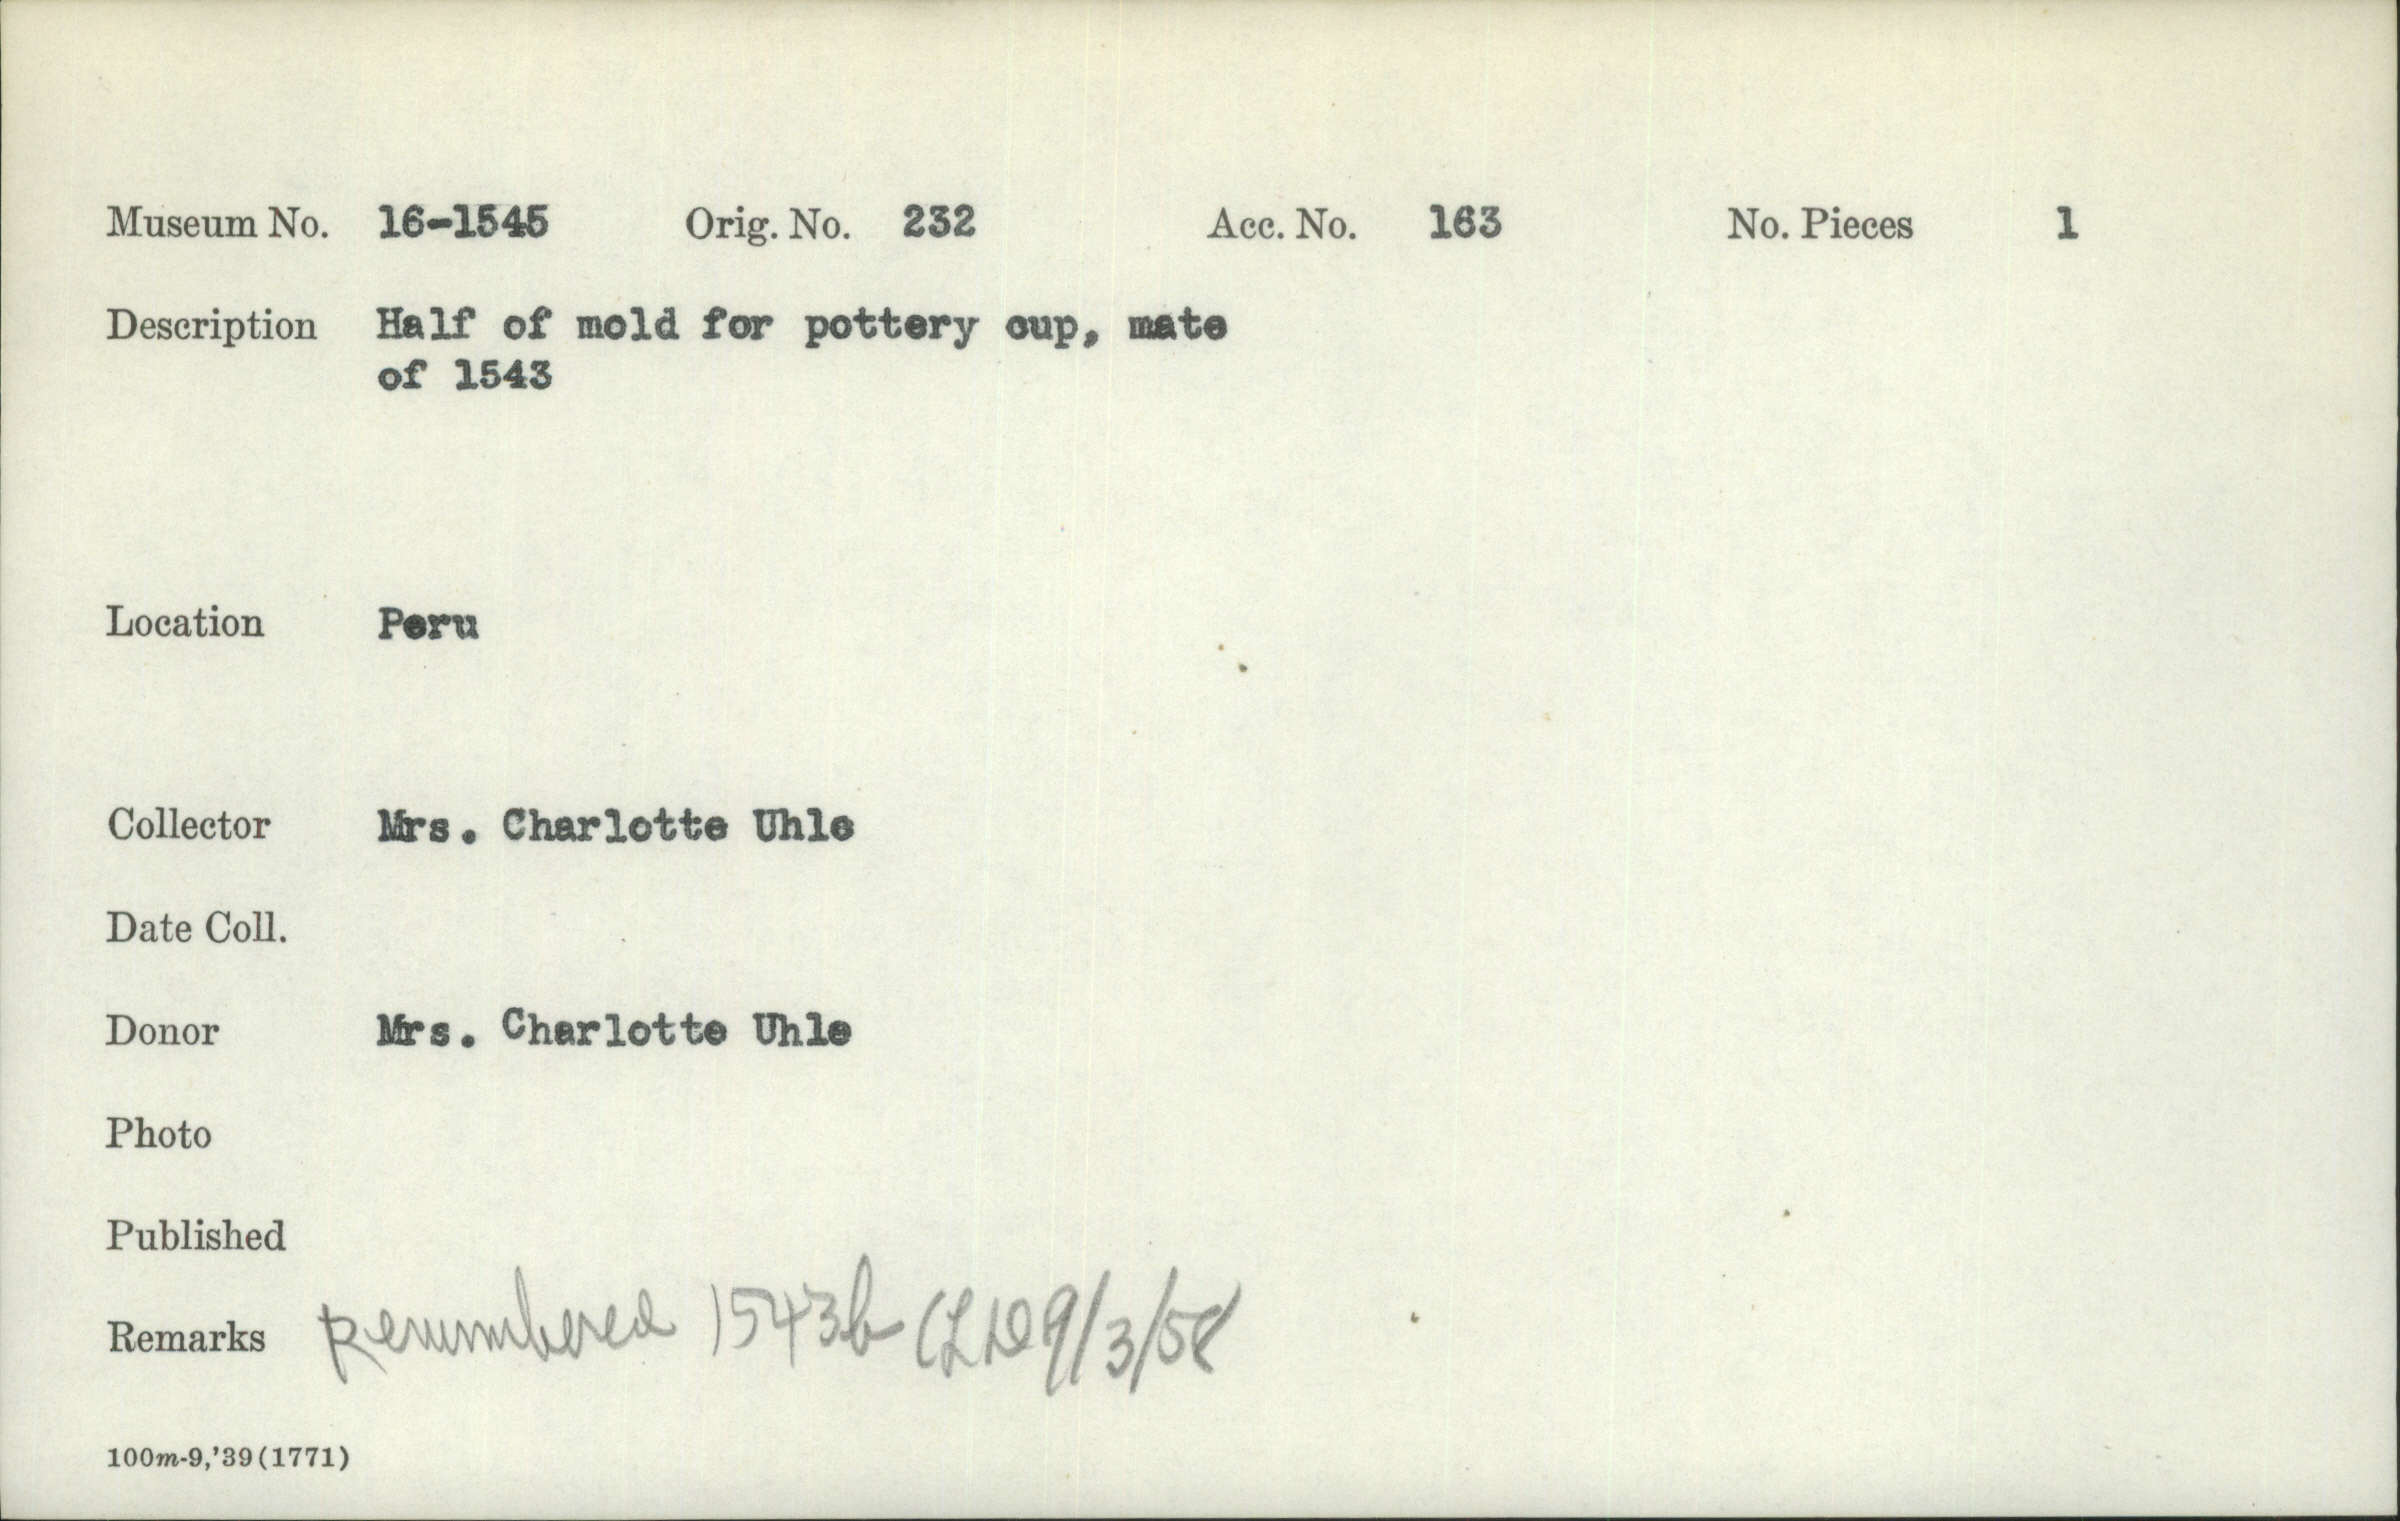 Museum No. 16-1545 Orig. No. 232 Acc. No. 163 No. Pieces 1
Description Half of mold for pottery cup, mate
of 1543
Location Peru
Collector Mrs. Charlotte Uhle
Date Coll.
Donor Mrs. Charlotte Uhle
Photo
Published
Remarks Renumbered 1543b (LD 9/3/58
100m-9,'39(1771)